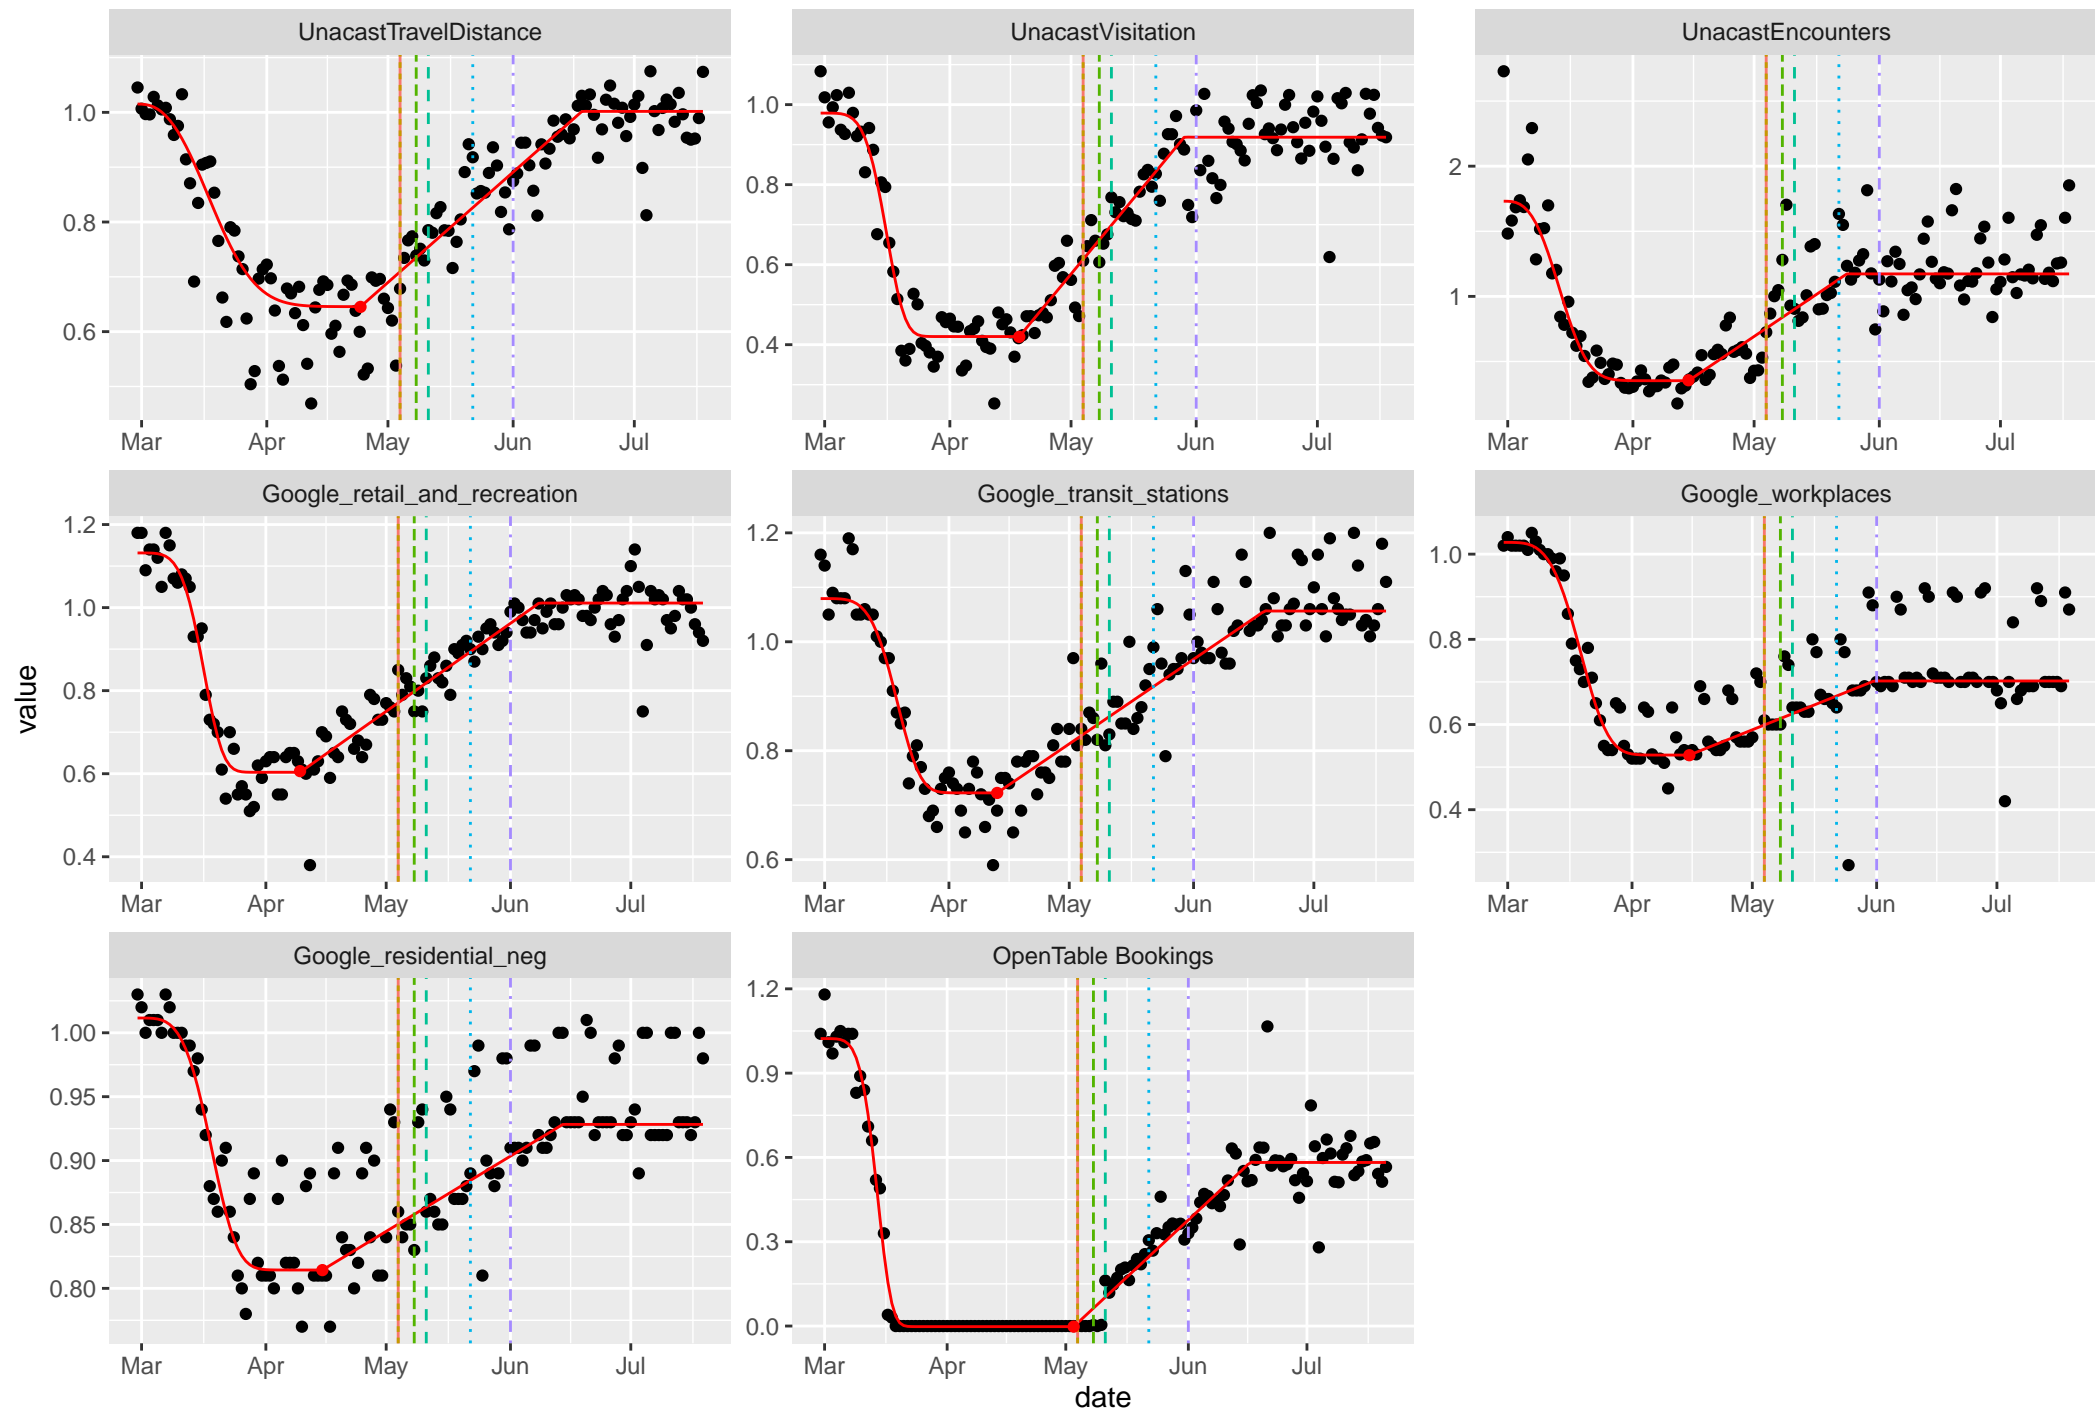 UnacastTravelDistance
UnacastVisitation
UnacastEncounters
1.0
0.8
0.6
Mar Apr May Jun Jul
1.0
0.8
0.6
0.4
Mar Apr May Jun Jul
2
1
Mar Apr May Jun Jul
Google_retail_and_recreation
Google_transit_stations
Google_workplaces
value
1.2
1.0
0.8
0.6
0.4
Mar Apr May Jun Jul
1.2
1.0
0.8
0.6
Mar Apr May Jun Jul
1.0
0.8
0.6
0.4
Mar Apr May Jun Jul
Google_residential_neg
OpenTable Bookings
1.00
0.95
0.90
0.85
0.80
Mar Apr May Jun Jul
1.2
0.9
0.6
0.3
0.0
Mar Apr May Jun Jul
date